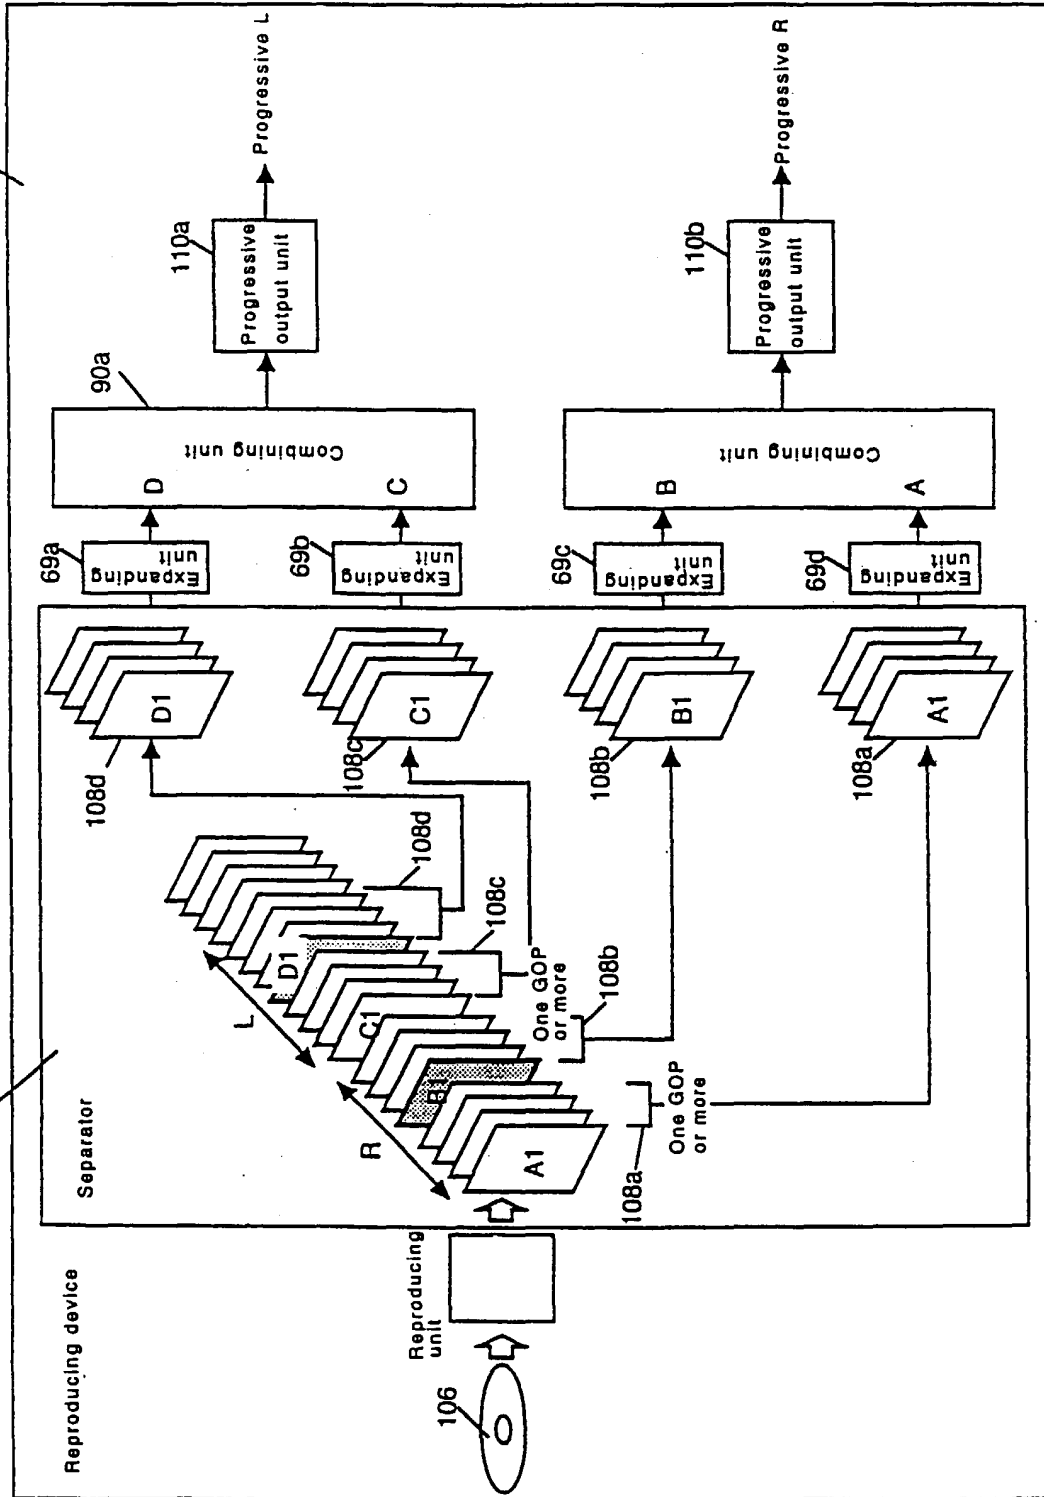 Reproducing device
106
Reproducing
unit
Separator
R
L
A1
B1
C1
D1
108a
One GOP
or more
108b
One GOP
or more
108c
108d
108d
D1
108c
C1
108b
B1
108a
A1
69a
Expanding
unit
69b
Expanding
unit
69c
Expanding
unit
69d
Expanding
unit
90a
D
C
Combining
unit
B
A
Combining
unit
110a
Progressive
output unit
Progressive L
110b
Progressive
output unit
Progressive R